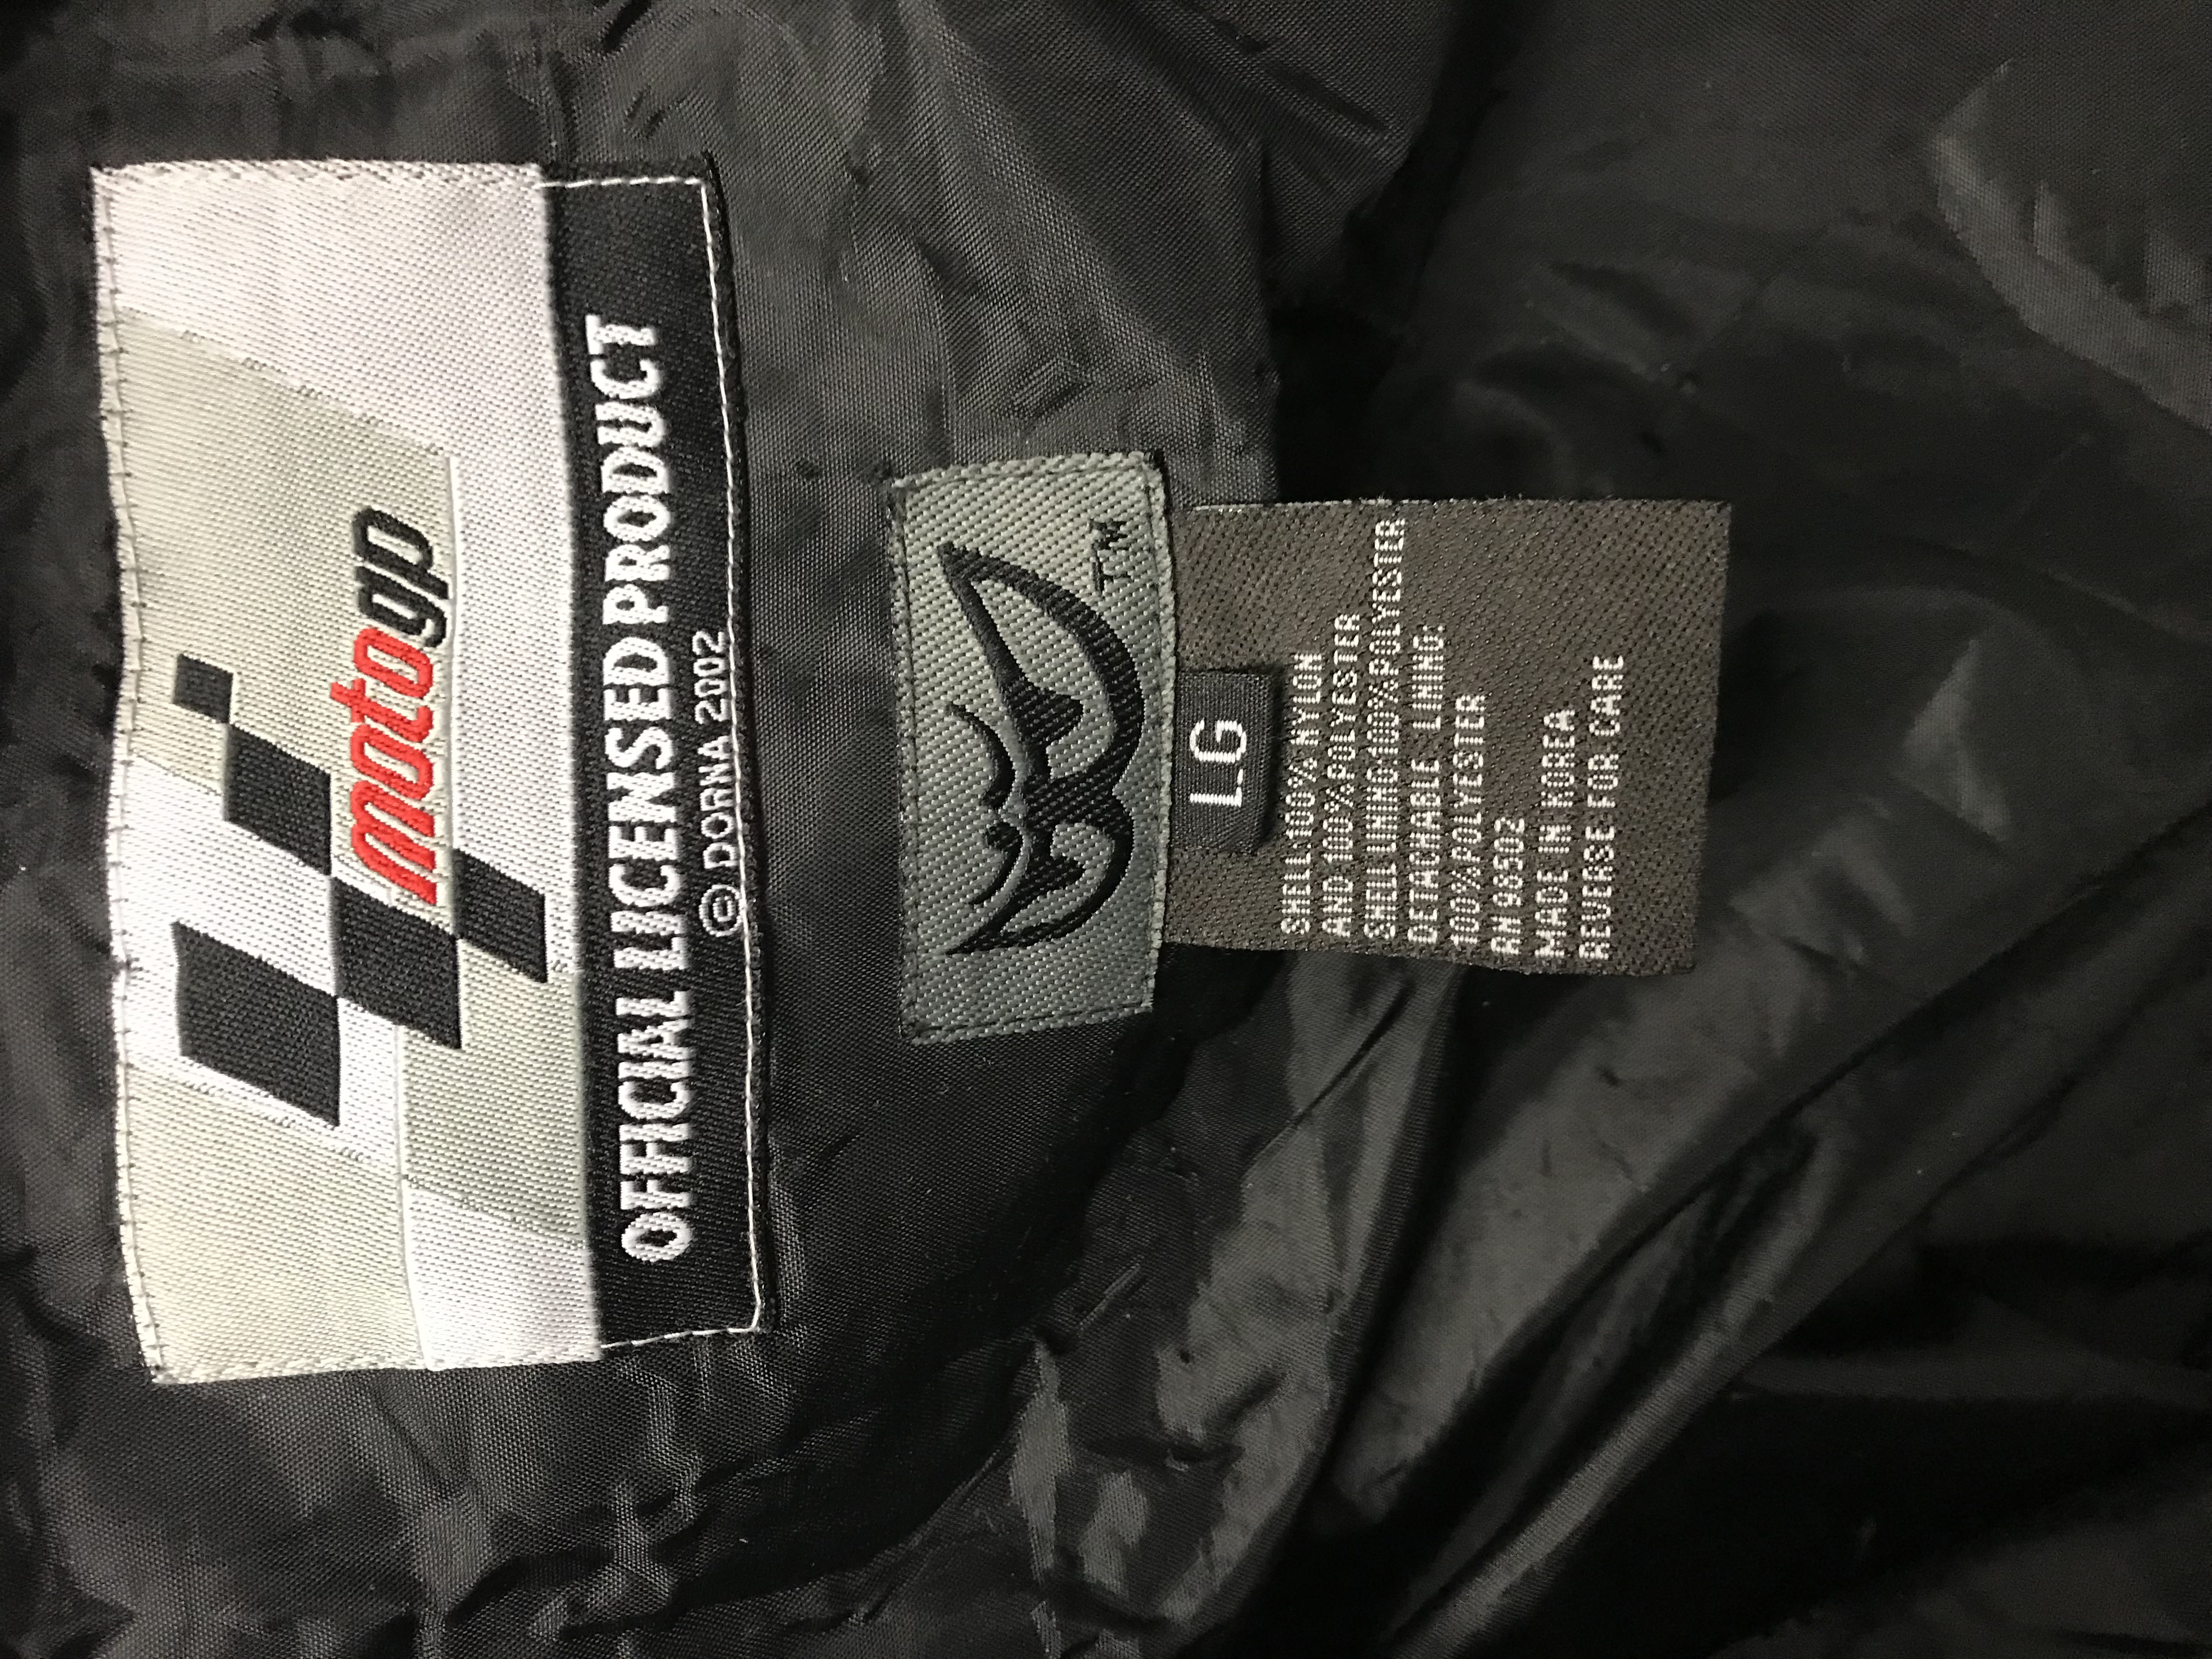 motogp
OFFICIAL LICENSED PRODUCT
© DORNA 2002
TM
LG
SHELL:100% NYLON
AND 100% POLYESTER
SHELL LINING:100% POLYESTER
DETACHABLE LINING:
100% POLYESTER
RN 98502
MADE IN KOREA
REVERSE FOR CARE